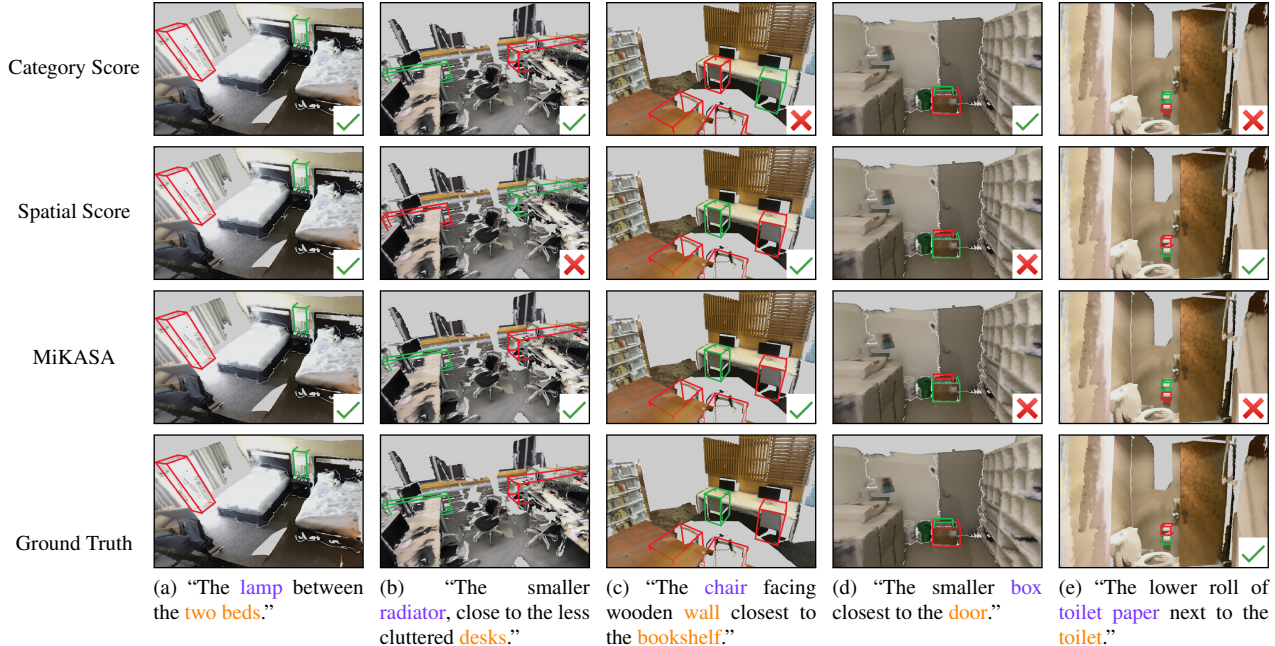 Category Score
Spatial Score
MiKASA
Ground Truth
(a) “The lamp between
the two beds.”
(b) “The smaller
radiator, close to the less
cluttered desks.”
(c) “The chair facing
wooden wall closest to
the bookshelf.”
(d) “The smaller box
closest to the door.”
(e) “The lower roll of
toilet paper next to the
toilet.”